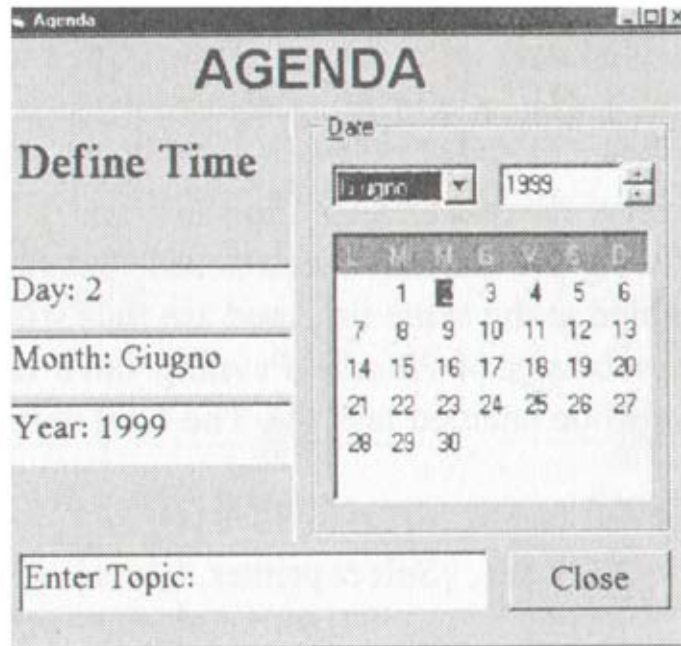 Agenda
AGENDA
Define Time
Day: 2
Month: Giugno
Year: 1999
Date
Giugno 1999
L M M G V S D
1 2 3 4 5 6
7 8 9 10 11 12 13
14 15 16 17 18 19 20
21 22 23 24 25 26 27
28 29 30
Enter Topic:
Close